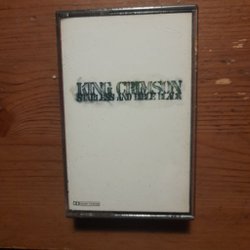 KING CRIMSON
STARLESS AND BIBLE BLACK